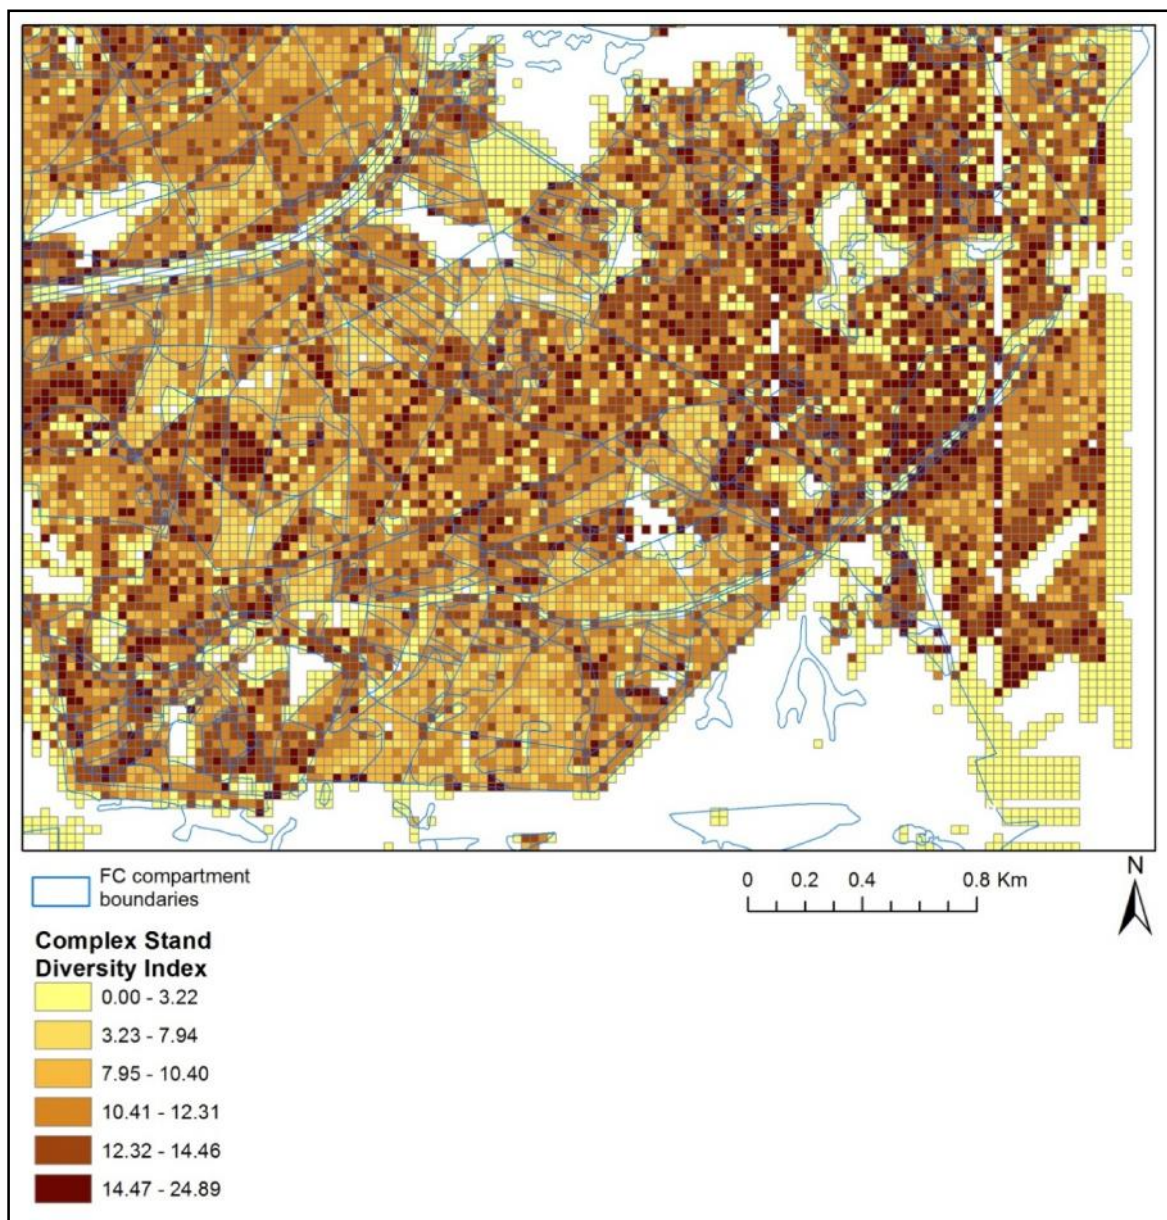 FC compartment
boundaries
0 0.2 0.4 0.8 Km
N
Complex Stand
Diversity Index
0.00 - 3.22
3.23 - 7.94
7.95 - 10.40
10.41 - 12.31
12.32 - 14.46
14.47 - 24.89